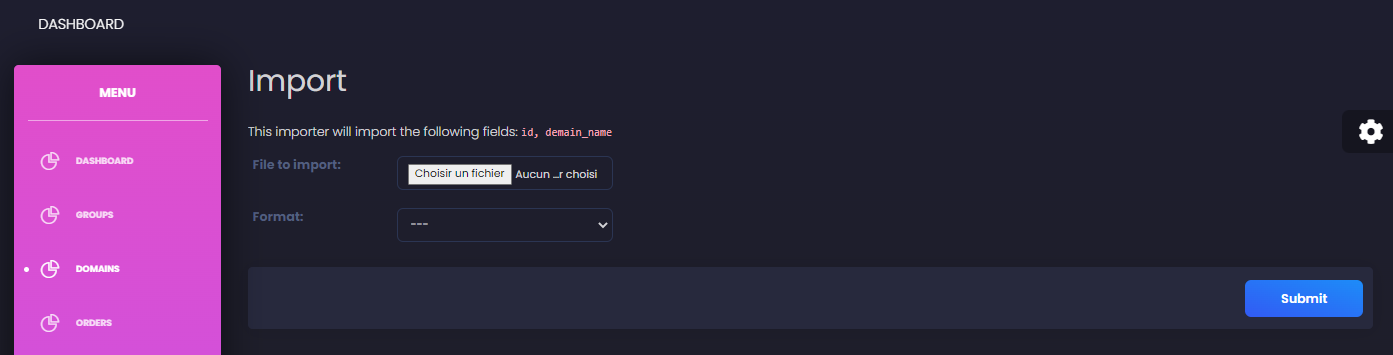 DASHBOARD
MENU
DASHBOARD
GROUPS
DOMAINS
ORDERS
Import
This importer will import the following fields: id, demain_name
File to import: Choisir un fichier Aucun ...r choisi
Format: ---
Submit